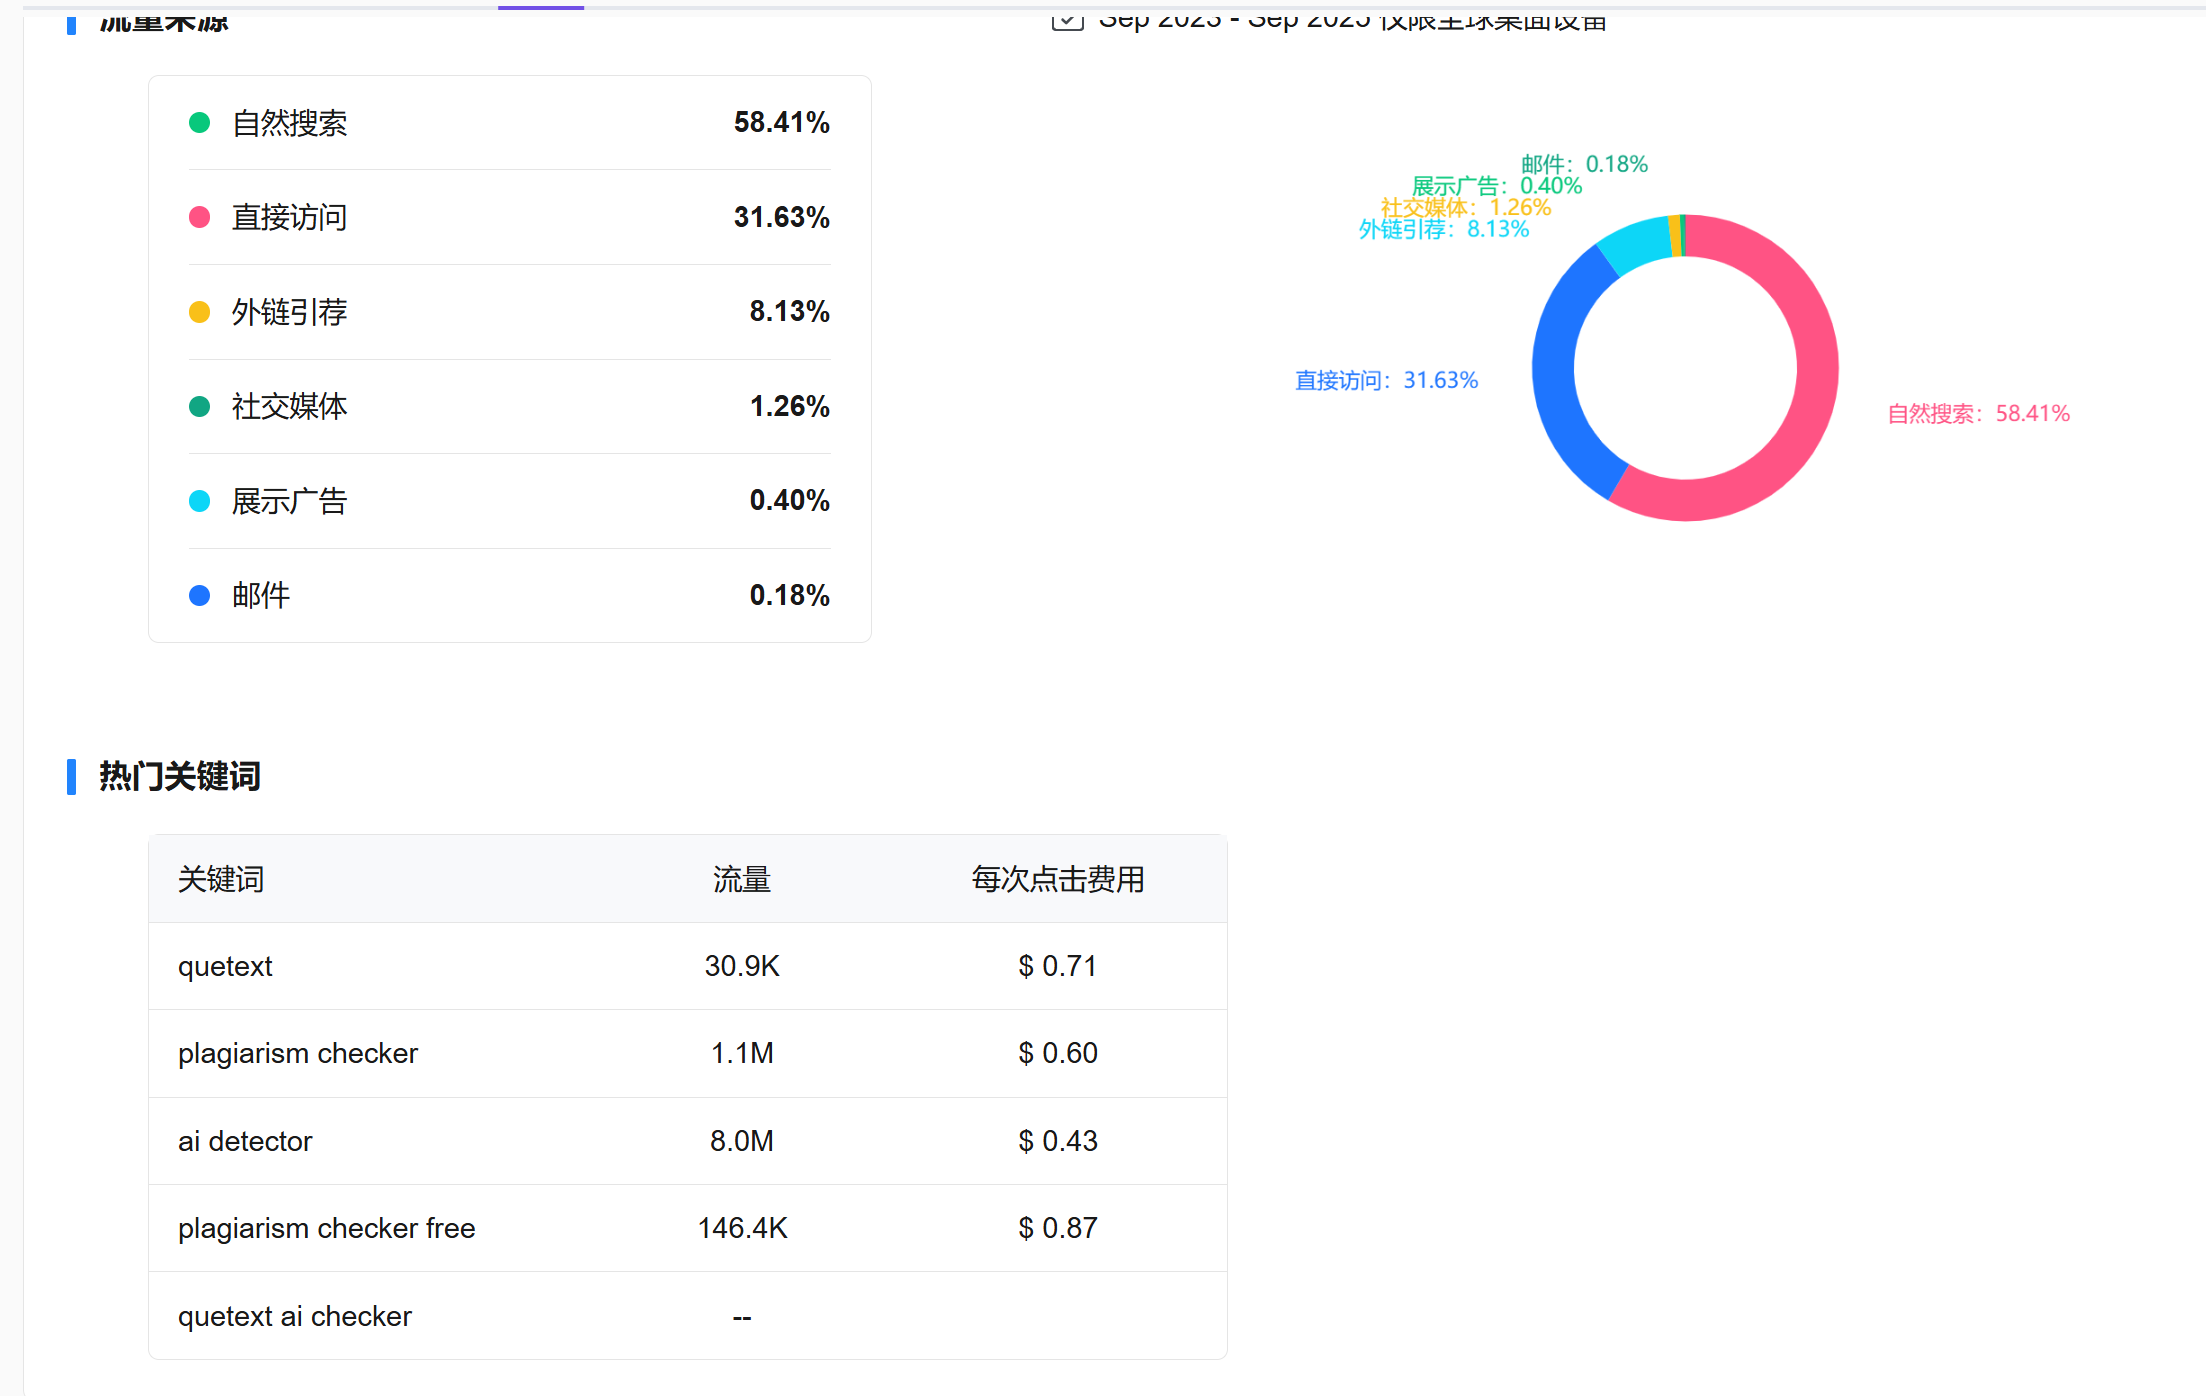 流量来源
Sep 2023 - Sep 2025 仅限全球桌面设备
自然搜索 58.41%
直接访问 31.63%
外链引荐 8.13%
社交媒体 1.26%
展示广告 0.40%
邮件 0.18%
邮件：0.18%
展示广告：0.40%
社交媒体：1.26%
外链引荐：8.13%
直接访问：31.63%
自然搜索：58.41%
热门关键词
关键词 流量 每次点击费用
quetext 30.9K $ 0.71
plagiarism checker 1.1M $ 0.60
ai detector 8.0M $ 0.43
plagiarism checker free 146.4K $ 0.87
quetext ai checker --